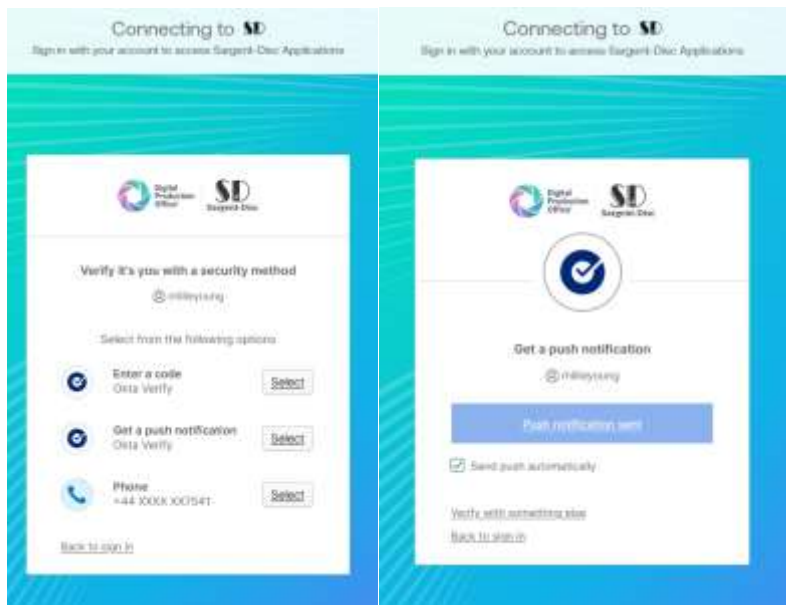 Connecting to SD
Sign in with your account to access Sargent-Disc Applications
Digital
Production
Office
SD
Sargent-Disc
Verify it's you with a security method
millieyoung
Select from the following options
Enter a code
Okta Verify
Select
Get a push notification
Okta Verify
Select
Phone
+44 XXXX XX7541
Select
Back to sign in
Connecting to SD
Sign in with your account to access Sargent-Disc Applications
Digital
Production
Office
SD
Sargent-Disc
Get a push notification
millieyoung
Push notification sent
Send push automatically
Verify with something else
Back to sign in